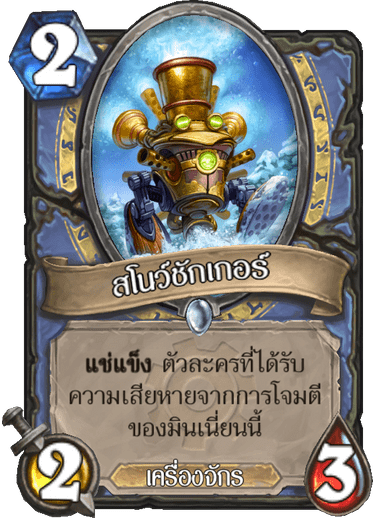 2
สโนว์ชักเกอร์
แช่แข็ง ตัวละครที่ได้รับ
ความเสียหายจากการโจมตี
ของมินเนี่ยนนี้
2
เครื่องจักร
3